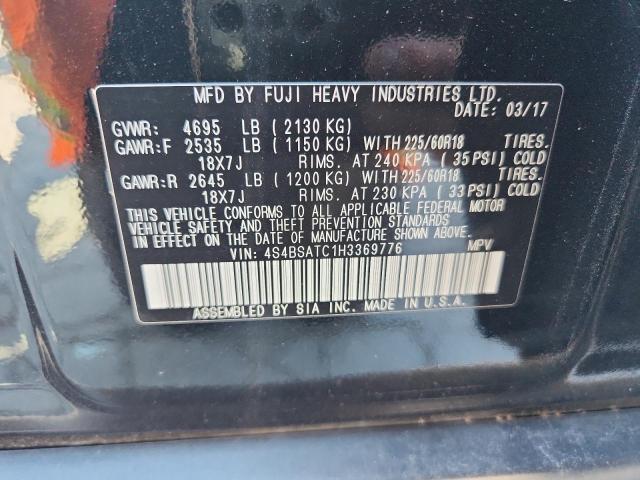 MFD BY FUJI HEAVY INDUSTRIES LTD.
DATE: 03/17
GVWR: 4695 LB ( 2130 KG)
GAWR:F 2535 LB ( 1150 KG) WITH 225/60R18 TIRES.
18X7J RIMS. AT 240 KPA ( 35 PSI) COLD
GAWR:R 2645 LB ( 1200 KG) WITH 225/60R18 TIRES.
18X7J RIMS. AT 230 KPA ( 33 PSI) COLD
THIS VEHICLE CONFORMS TO ALL APPLICABLE FEDERAL MOTOR
VEHICLE SAFETY AND THEFT PREVENTION STANDARDS
IN EFFECT ON THE DATE OF MANUFACTURE SHOWN ABOVE.
VIN: 4S4BSATC1H3369776 MPV
ASSEMBLED BY SIA INC. MADE IN U.S.A.